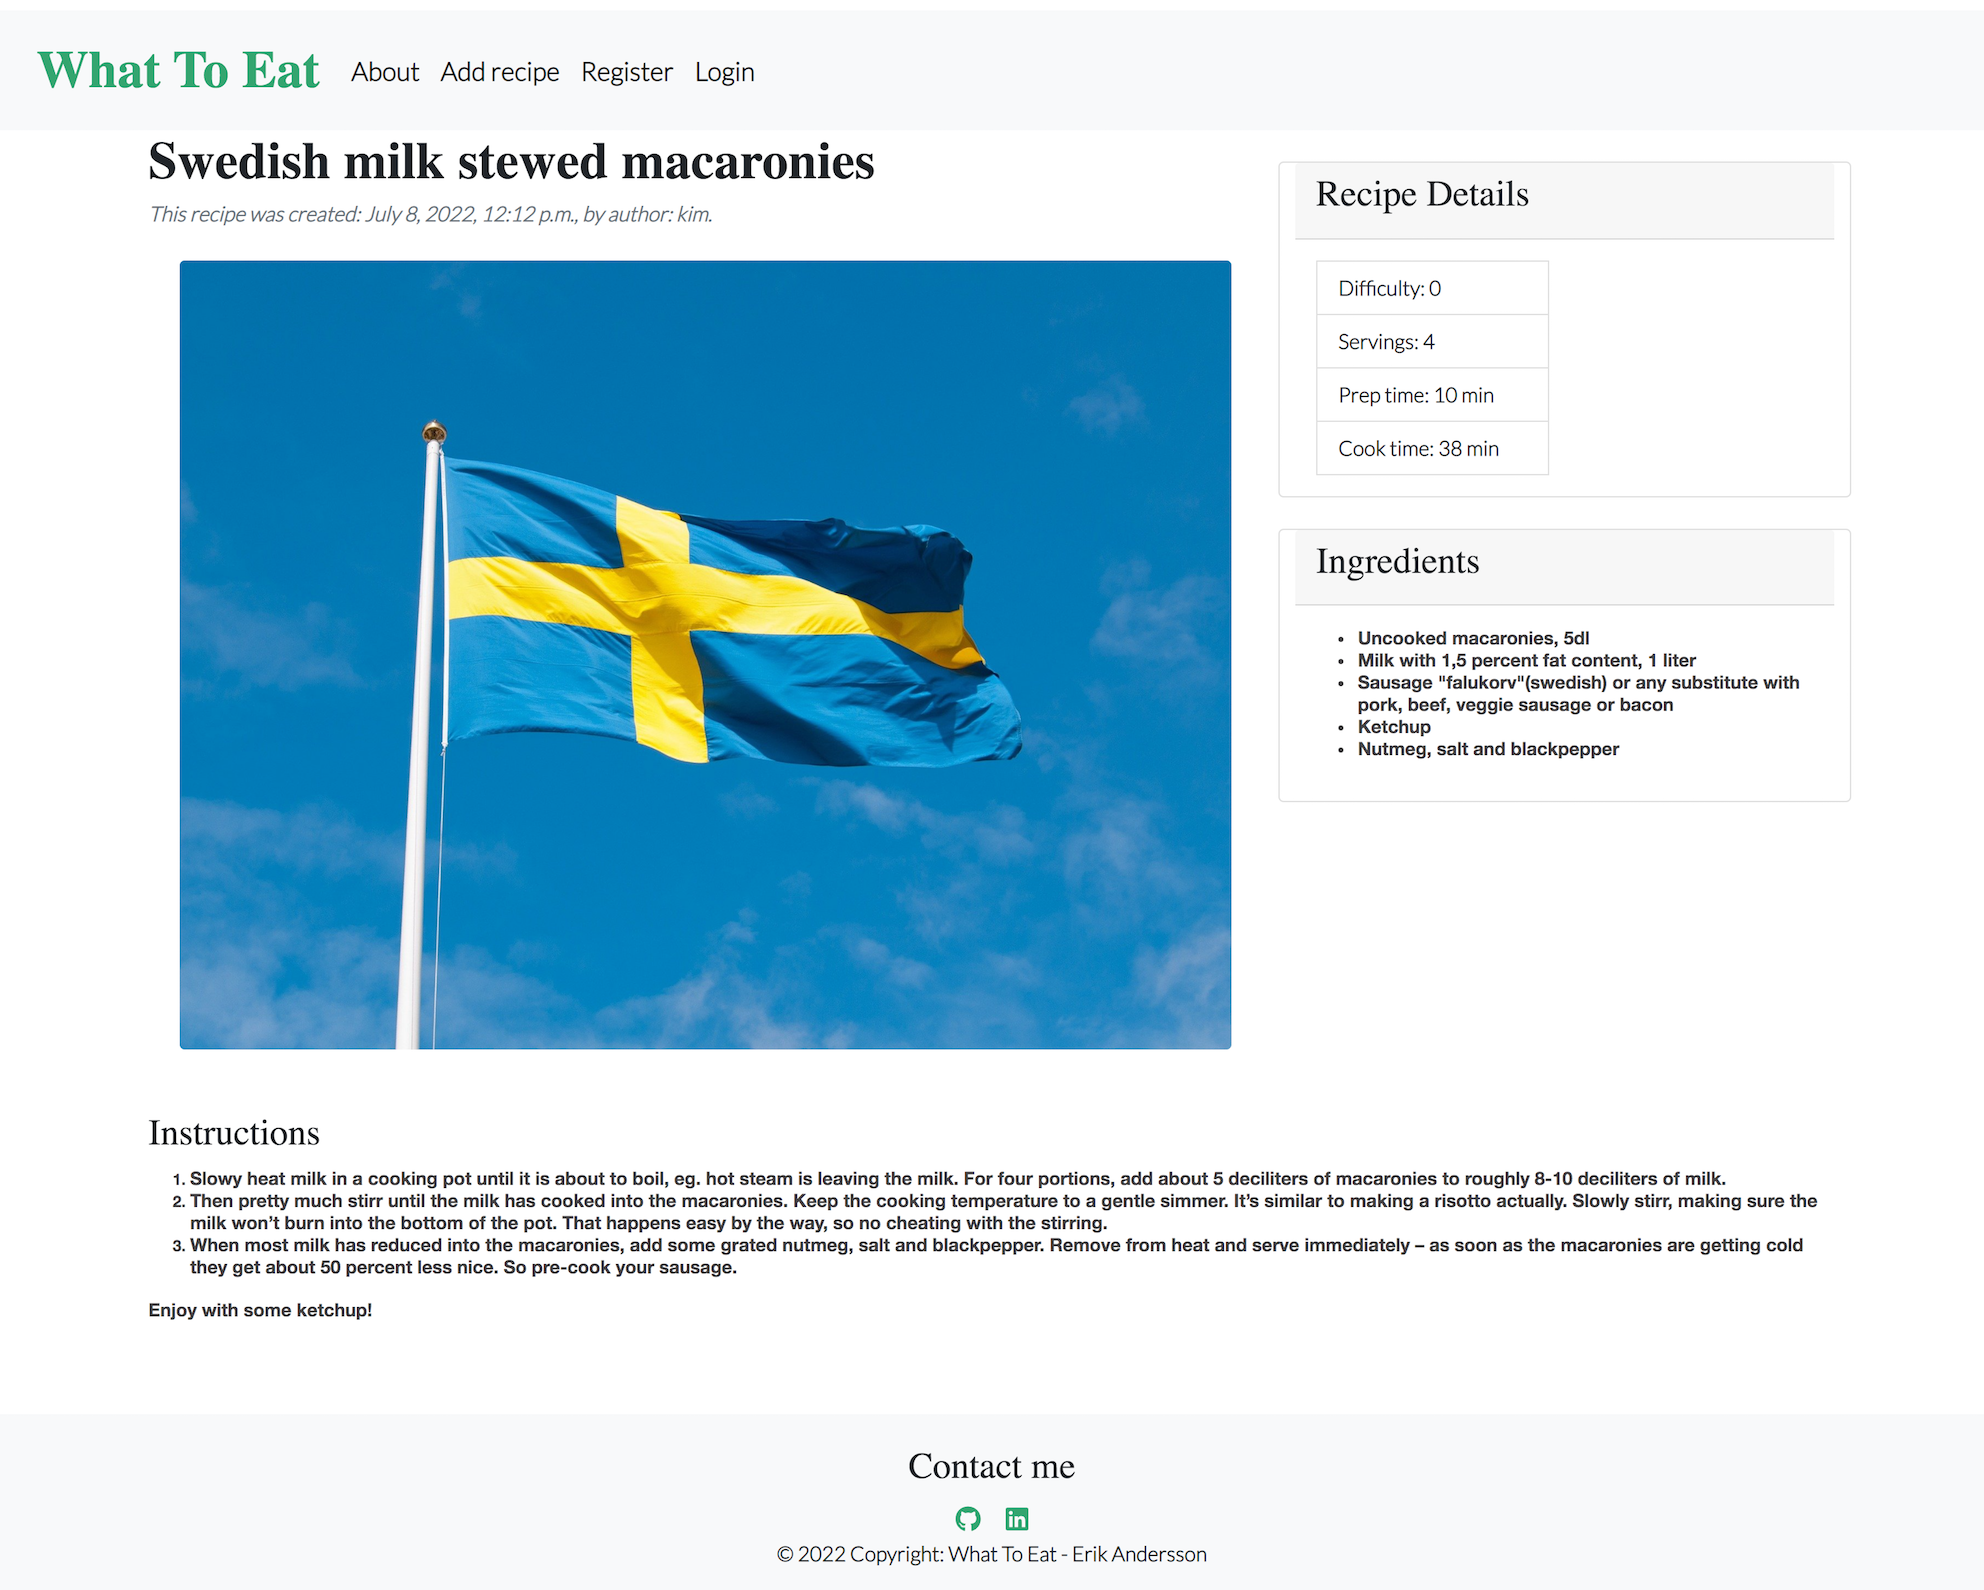 What To Eat About Add recipe Register Login
Swedish milk stewed macaronies
This recipe was created: July 8, 2022, 12:12 p.m., by author: kim.
Recipe Details
Difficulty: 0
Servings: 4
Prep time: 10 min
Cook time: 38 min
Ingredients
Uncooked macaronies, 5dl
Milk with 1,5 percent fat content, 1 liter
Sausage "falukorv"(swedish) or any substitute with
pork, beef, veggie sausage or bacon
Ketchup
Nutmeg, salt and blackpepper
Instructions
1. Slowy heat milk in a cooking pot until it is about to boil, eg. hot steam is leaving the milk. For four portions, add about 5 deciliters of macaronies to roughly 8-10 deciliters of milk.
2. Then pretty much stirr until the milk has cooked into the macaronies. Keep the cooking temperature to a gentle simmer. It’s similar to making a risotto actually. Slowly stirr, making sure the
milk won’t burn into the bottom of the pot. That happens easy by the way, so no cheating with the stirring.
3. When most milk has reduced into the macaronies, add some grated nutmeg, salt and blackpepper. Remove from heat and serve immediately – as soon as the macaronies are getting cold
they get about 50 percent less nice. So pre-cook your sausage.
Enjoy with some ketchup!
Contact me
in
© 2022 Copyright: What To Eat - Erik Andersson